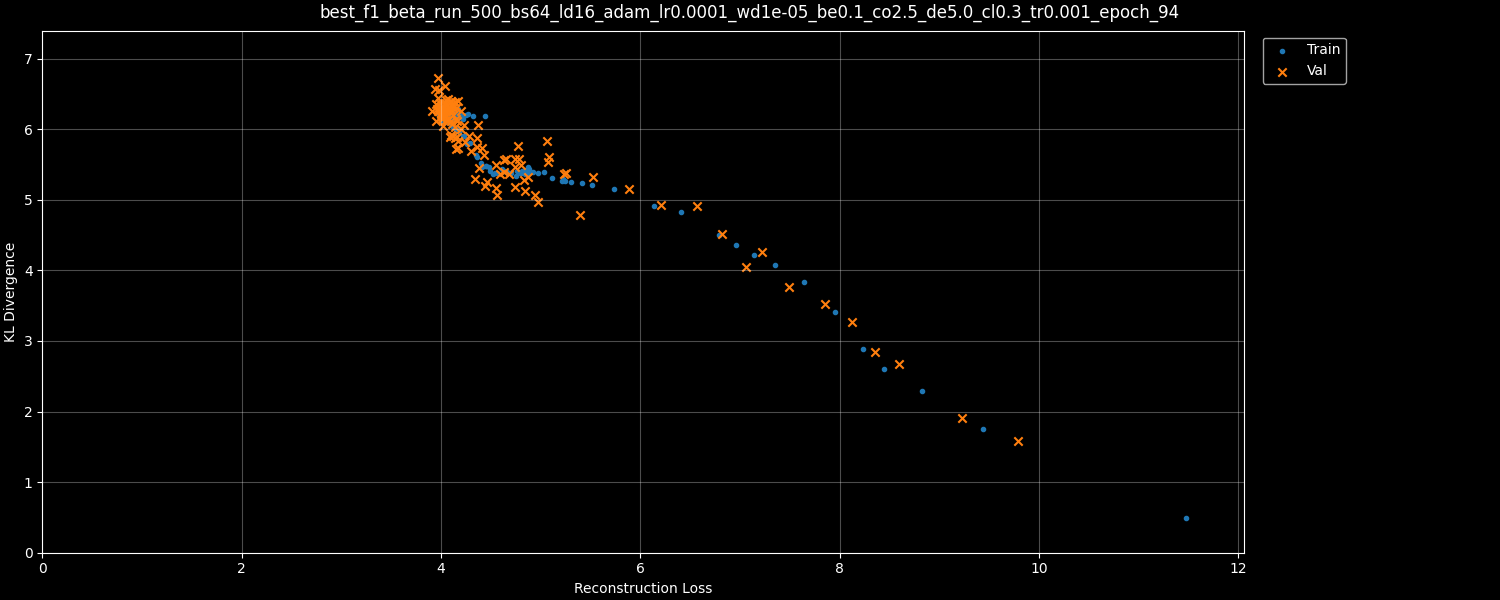 best_f1_beta_run_500_bs64_ld16_adam_lr0.0001_wd1e-05_be0.1_co2.5_de5.0_cl0.3_tr0.001_epoch_94
Train
Val
7
6
5
4
3
2
1
0
KL Divergence
0 2 4 6 8 10 12
Reconstruction Loss